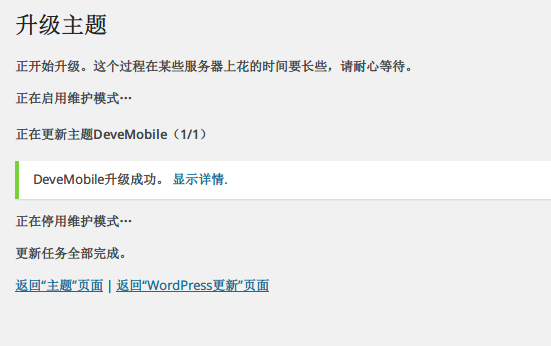 升级主题
正开始升级。这个过程在某些服务器上花的时间要长些，请耐心等待。
正在启用维护模式…
正在更新主题DeveMobile（1/1）
DeveMobile升级成功。 显示详情.
正在停用维护模式…
更新任务全部完成。
返回“主题”页面 | 返回“WordPress更新”页面